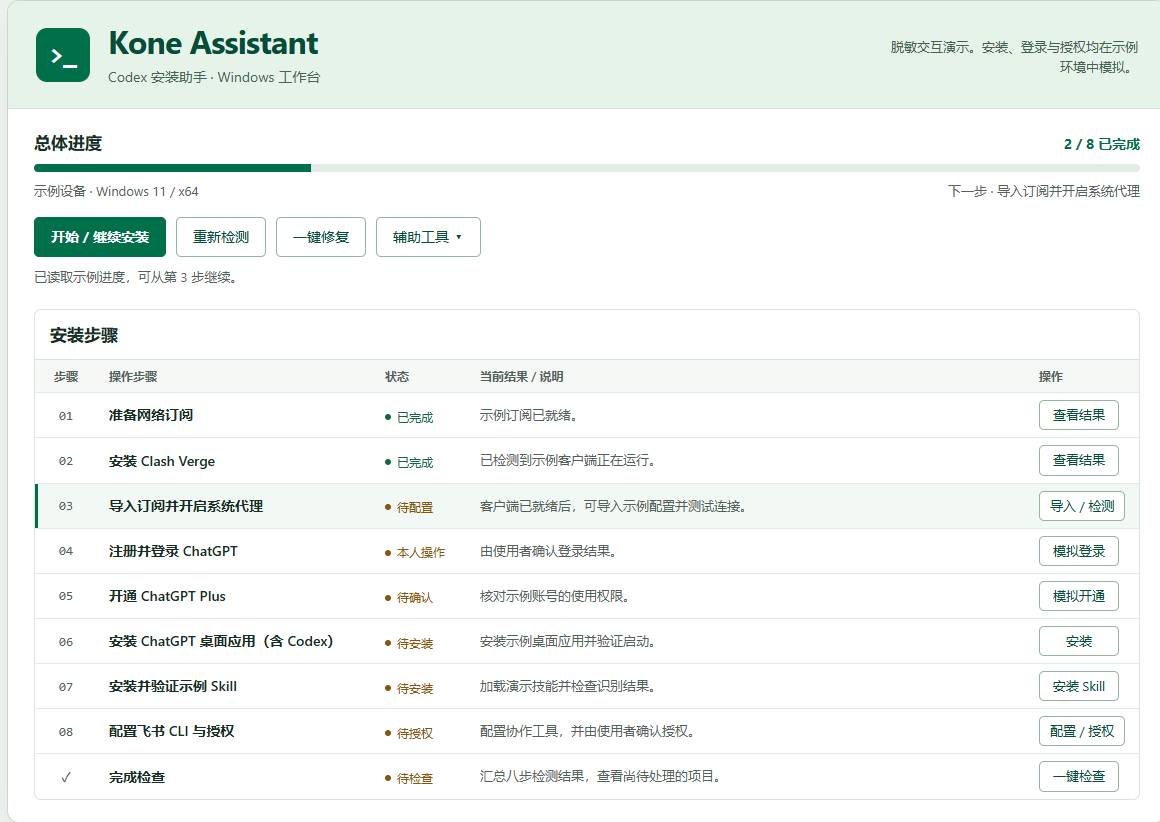 >_
Kone Assistant
Codex 安装助手 · Windows 工作台
脱敏交互演示。安装、登录与授权均在示例
环境中模拟。
总体进度
2 / 8 已完成
示例设备 · Windows 11 / x64
下一步 · 导入订阅并开启系统代理
开始 / 继续安装
重新检测
一键修复
辅助工具 ▾
已读取示例进度，可从第 3 步继续。
安装步骤
步骤 操作步骤 状态 当前结果 / 说明 操作
01 准备网络订阅 已完成 示例订阅已就绪。 查看结果
02 安装 Clash Verge 已完成 已检测到示例客户端正在运行。 查看结果
03 导入订阅并开启系统代理 待配置 客户端已就绪后，可导入示例配置并测试连接。 导入 / 检测
04 注册并登录 ChatGPT 本人操作 由使用者确认登录结果。 模拟登录
05 开通 ChatGPT Plus 待确认 核对示例账号的使用权限。 模拟开通
06 安装 ChatGPT 桌面应用（含 Codex） 待安装 安装示例桌面应用并验证启动。 安装
07 安装并验证示例 Skill 待安装 加载演示技能并检查识别结果。 安装 Skill
08 配置飞书 CLI 与授权 待授权 配置协作工具，并由使用者确认授权。 配置 / 授权
✓ 完成检查 待检查 汇总八步检测结果，查看尚待处理的项目。 一键检查